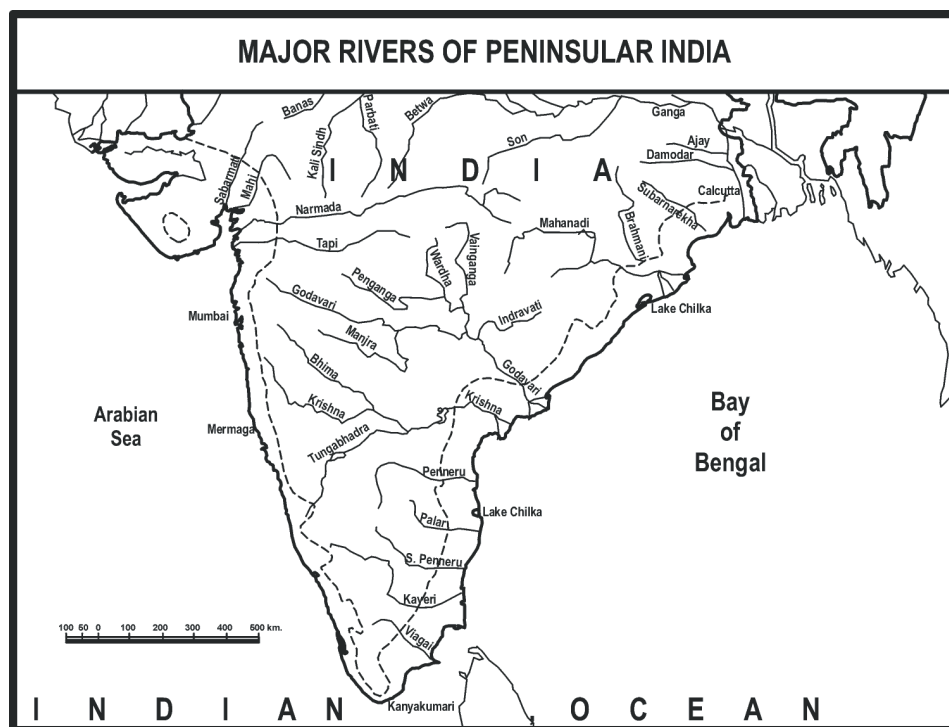 MAJOR RIVERS OF PENINSULAR INDIA
Banas
Parbati
Betwa
Ganga
Kali Sindh
Son
Ajay
Damodar
Sabarmati
Mahi
I N D I A
Calcutta
Subarnarekha
Brahmani
Narmada
Mahanadi
Tapi
Wardha
Vainganga
Penganga
Godavari
Indravati
Lake Chilka
Mumbai
Manjra
Bhima
Godavari
Krishna
Krishna
Arabian
Sea
Bay
of
Bengal
Mermaga
Tungabhadra
Penneru
Lake Chilka
Palar
S. Penneru
Kaveri
Viagai
100 50 0 100 200 300 400 500 km.
Kanyakumari
I N D I A N O C E A N